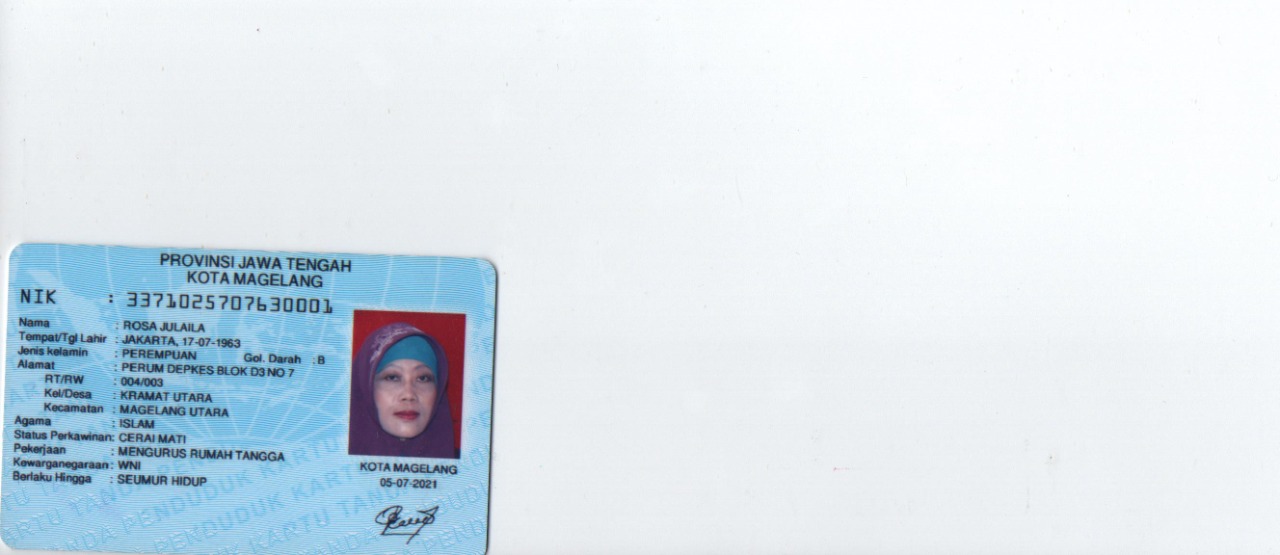 PROVINSI JAWA TENGAH
KOTA MAGELANG
NIK : 3371025707630001
Nama : ROSA JULAILA
Tempat/Tgl Lahir : JAKARTA, 17-07-1963
Jenis kelamin : PEREMPUAN Gol. Darah : B
Alamat : PERUM DEPKES BLOK D3 NO 7
RT/RW : 004/003
Kel/Desa : KRAMAT UTARA
Kecamatan : MAGELANG UTARA
Agama : ISLAM
Status Perkawinan: CERAI MATI
Pekerjaan : MENGURUS RUMAH TANGGA
Kewarganegaraan : WNI
Berlaku Hingga : SEUMUR HIDUP
KOTA MAGELANG
05-07-2021